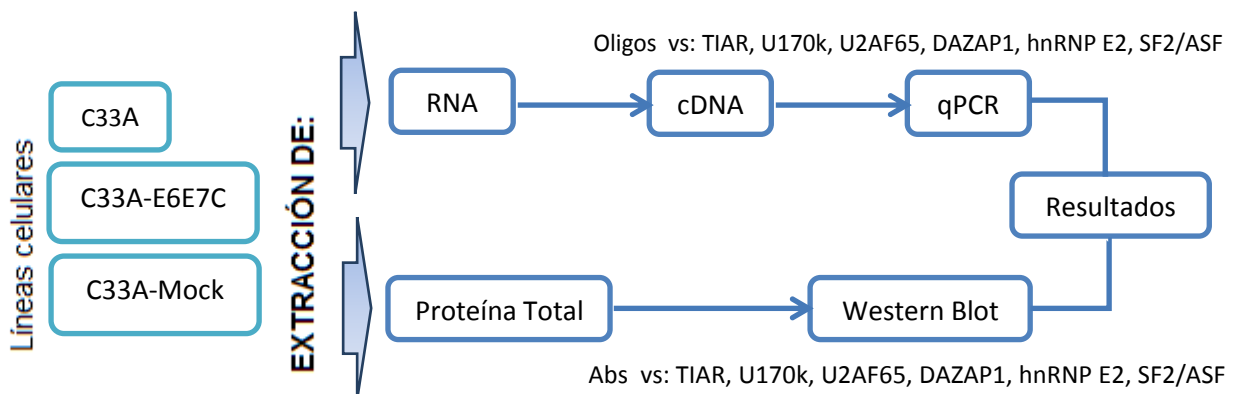 Oligos vs: TIAR, U170k, U2AF65, DAZAP1, hnRNP E2, SF2/ASF
Líneas celulares
C33A
C33A-E6E7C
C33A-Mock
EXTRACCIÓN DE:
RNA
cDNA
qPCR
Resultados
Proteína Total
Western Blot
Abs vs: TIAR, U170k, U2AF65, DAZAP1, hnRNP E2, SF2/ASF